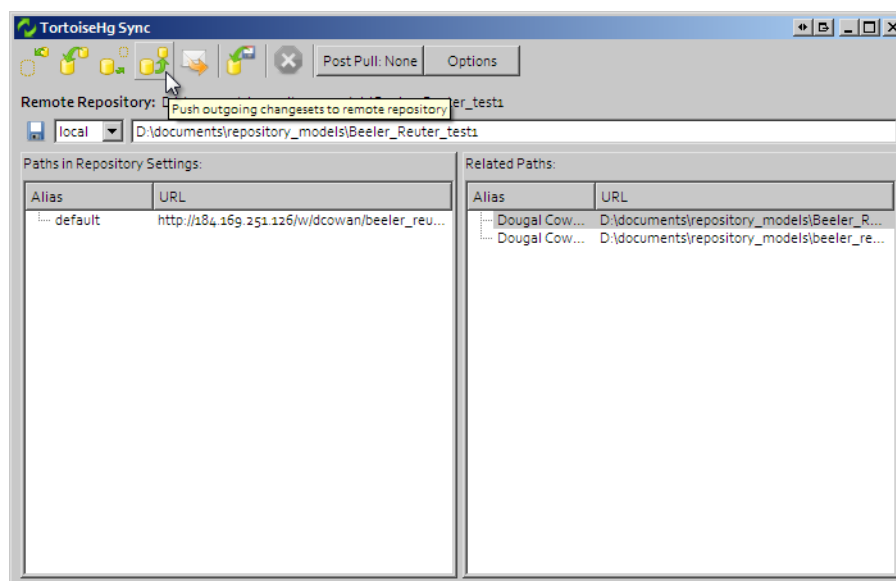 TortoiseHg Sync
Post Pull: None Options
Remote Repository: er_test1
Push outgoing changesets to remote repository
local D:\documents\repository_models\Beeler_Reuter_test1
Paths in Repository Settings: Related Paths:
Alias URL Alias URL
default http://184.169.251.126/w/dcowan/beeler_reu... Dougal Cow... D:\documents\repository_models\Beeler_R...
Dougal Cow... D:\documents\repository_models\beeler_re...